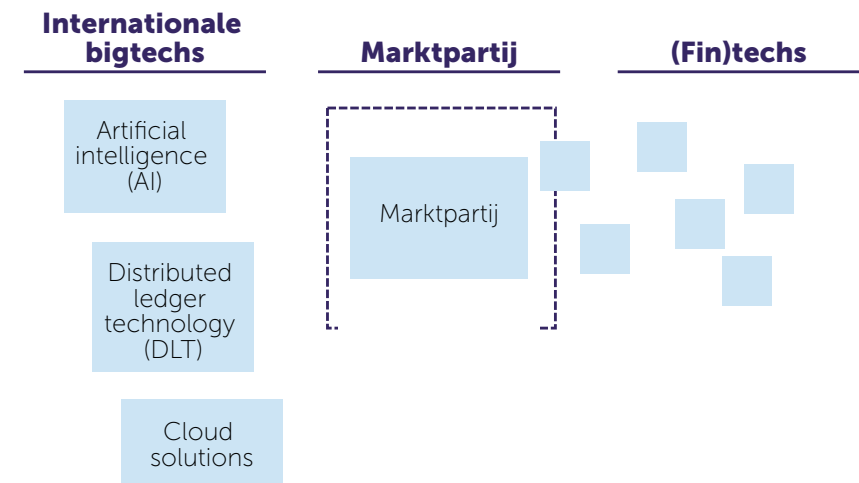 Internationale
bigtechs
Marktpartij
(Fin)techs
Artificial
intelligence
(AI)
Marktpartij
Distributed
ledger
technology
(DLT)
Cloud
solutions